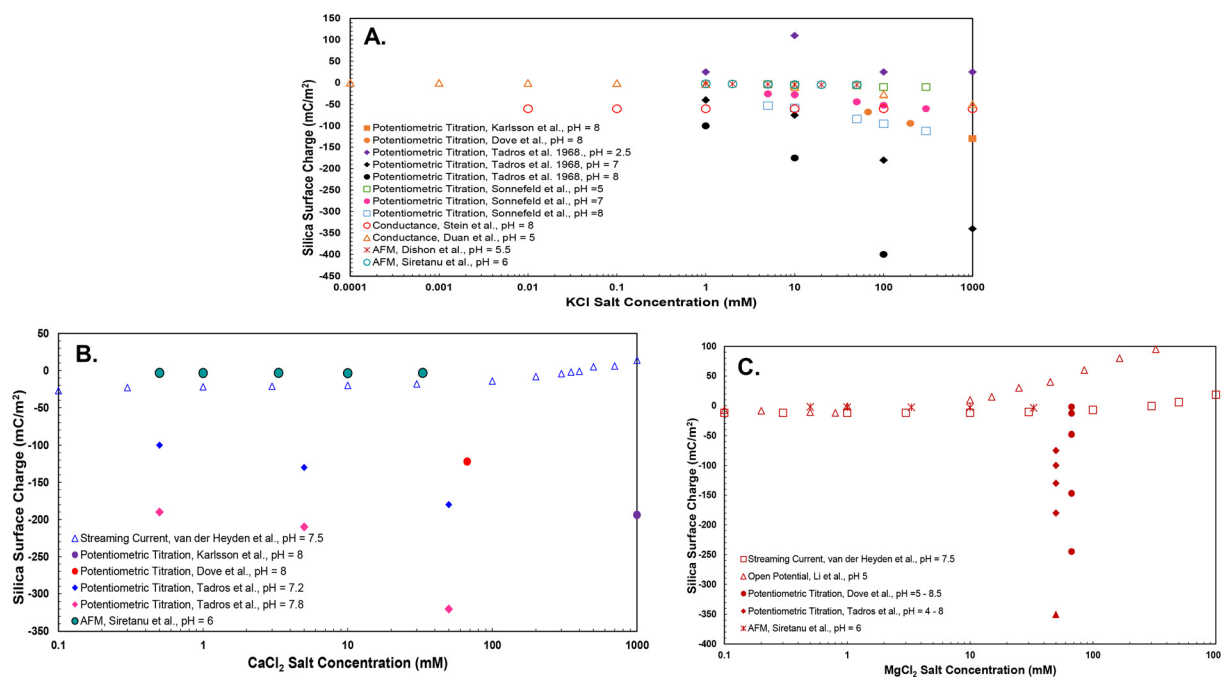 A.
150
100
50
0
-50
-100
-150
-200
-250
-300
-350
-400
-450
Silica Surface Charge (mC/m²)
Potentiometric Titration, Karlsson et al., pH = 8
Potentiometric Titration, Dove et al., pH = 8
Potentiometric Titration, Tadros et al. 1968., pH = 2.5
Potentiometric Titration, Tadros et al. 1968, pH = 7
Potentiometric Titration, Tadros et al. 1968, pH = 8
Potentiometric Titration, Sonnefeld et al., pH =5
Potentiometric Titration, Sonnefeld et al., pH =7
Potentiometric Titration, Sonnefeld et al., pH =8
Conductance, Stein et al., pH = 8
Conductance, Duan et al., pH = 5
AFM, Dishon et al., pH = 5.5
AFM, Siretanu et al., pH = 6
0.0001 0.001 0.01 0.1 1 10 100 1000
KCl Salt Concentration (mM)
B.
50
0
-50
-100
-150
-200
-250
-300
-350
Silica Surface Charge (mC/m²)
Streaming Current, van der Heyden et al., pH = 7.5
Potentiometric Titration, Karlsson et al., pH = 8
Potentiometric Titration, Dove et al., pH = 8
Potentiometric Titration, Tadros et al., pH = 7.2
Potentiometric Titration, Tadros et al., pH = 7.8
AFM, Siretanu et al., pH = 6
0.1 1 10 100 1000
CaCl₂ Salt Concentration (mM)
C.
100
50
0
-50
-100
-150
-200
-250
-300
-350
-400
Silica Surface Charge (mC/m²)
Streaming Current, van der Heyden et al., pH = 7.5
Open Potential, Li et al., pH 5
Potentiometric Titration, Dove et al., pH =5 - 8.5
Potentiometric Titration, Tadros et al., pH = 4 - 8
AFM, Siretanu et al., pH = 6
0.1 1 10 100 100
MgCl₂ Salt Concentration (mM)